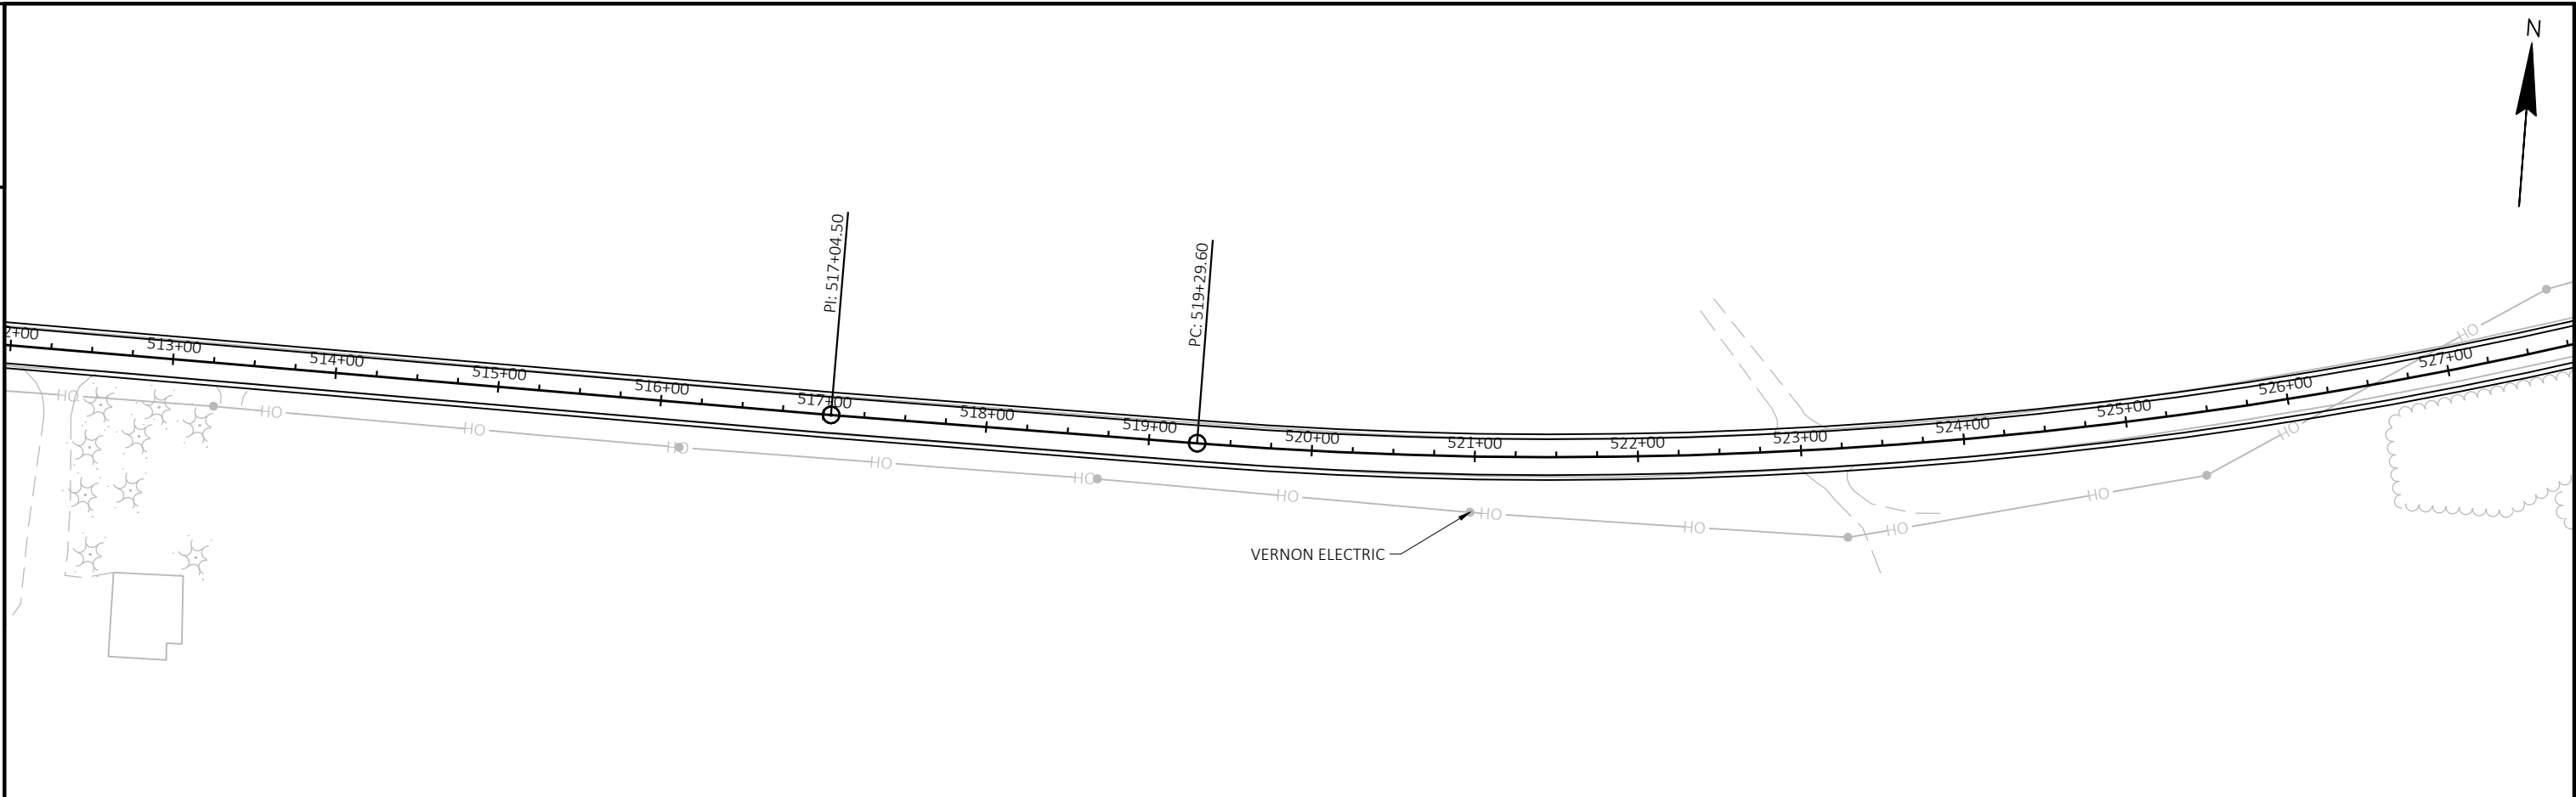 N
PI: 517+04.50
PC: 519+29.60
2+00
513+00
514+00
515+00
516+00
517+00
518+00
519+00
520+00
521+00
522+00
523+00
524+00
525+00
526+00
527+00
HO
HO
HO
HO
HO
HO
HO
HO
HO
HO
HO
HO
HO
VERNON ELECTRIC